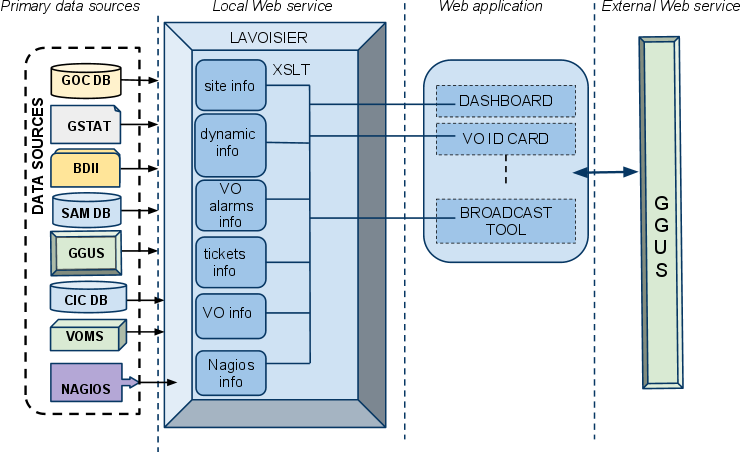 Primary data sources
Local Web service
Web application
External Web service
DATA SOURCES
GOC DB
GSTAT
BDII
SAM DB
GGUS
CIC DB
VOMS
NAGIOS
LAVOISIER
XSLT
site info
dynamic
info
VO
alarms
info
tickets
info
VO info
Nagios
info
DASHBOARD
VO ID CARD
BROADCAST
TOOL
G
G
U
S